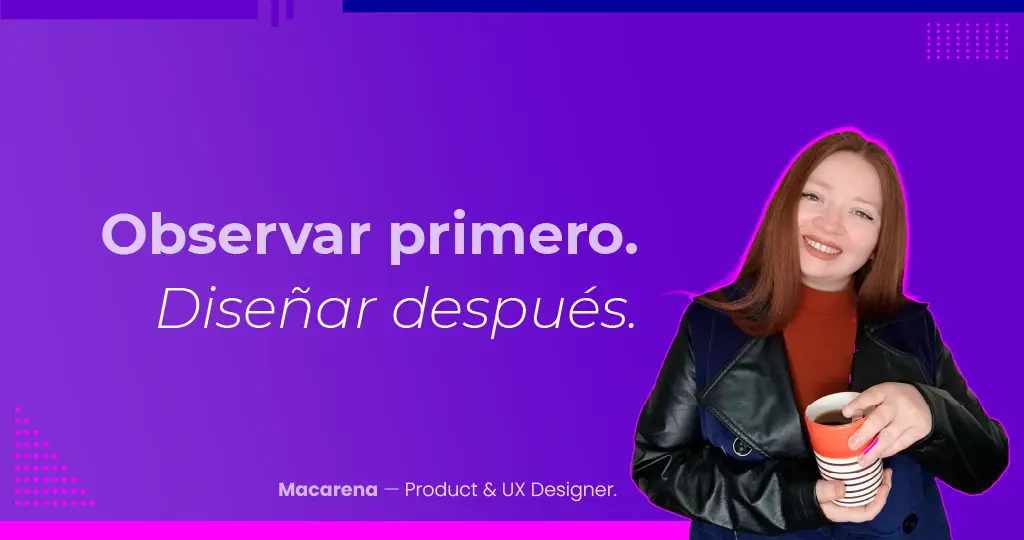 Observar primero.
Diseñar después.
Macarena — Product & UX Designer.